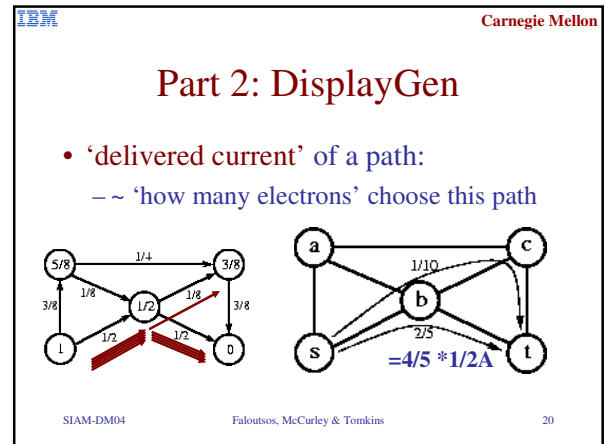 IBM
Carnegie Mellon
Part 2: DisplayGen
• ‘delivered current’ of a path:
– ~ ‘how many electrons’ choose this path
5/8
1/4
3/8
1/8
1/2
1/8
3/8
3/8
1
1/2
1/2
0
a
c
1/10
b
2/5
s
t
=4/5 *1/2A
SIAM-DM04
Faloutsos, McCurley & Tomkins
20